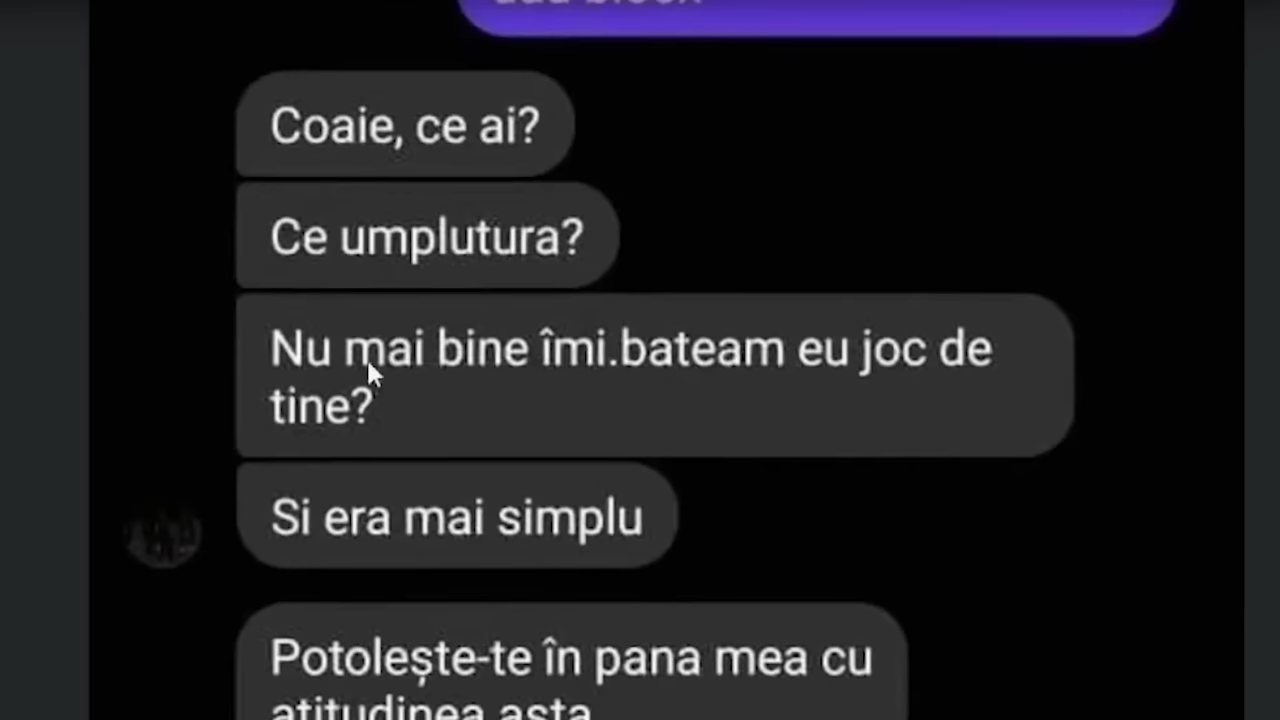 Coaie, ce ai?
Ce umplutura?
Nu mai bine îmi.bateam eu joc de
tine?
Si era mai simplu
Potolește-te în pana mea cu
atitudinea asta